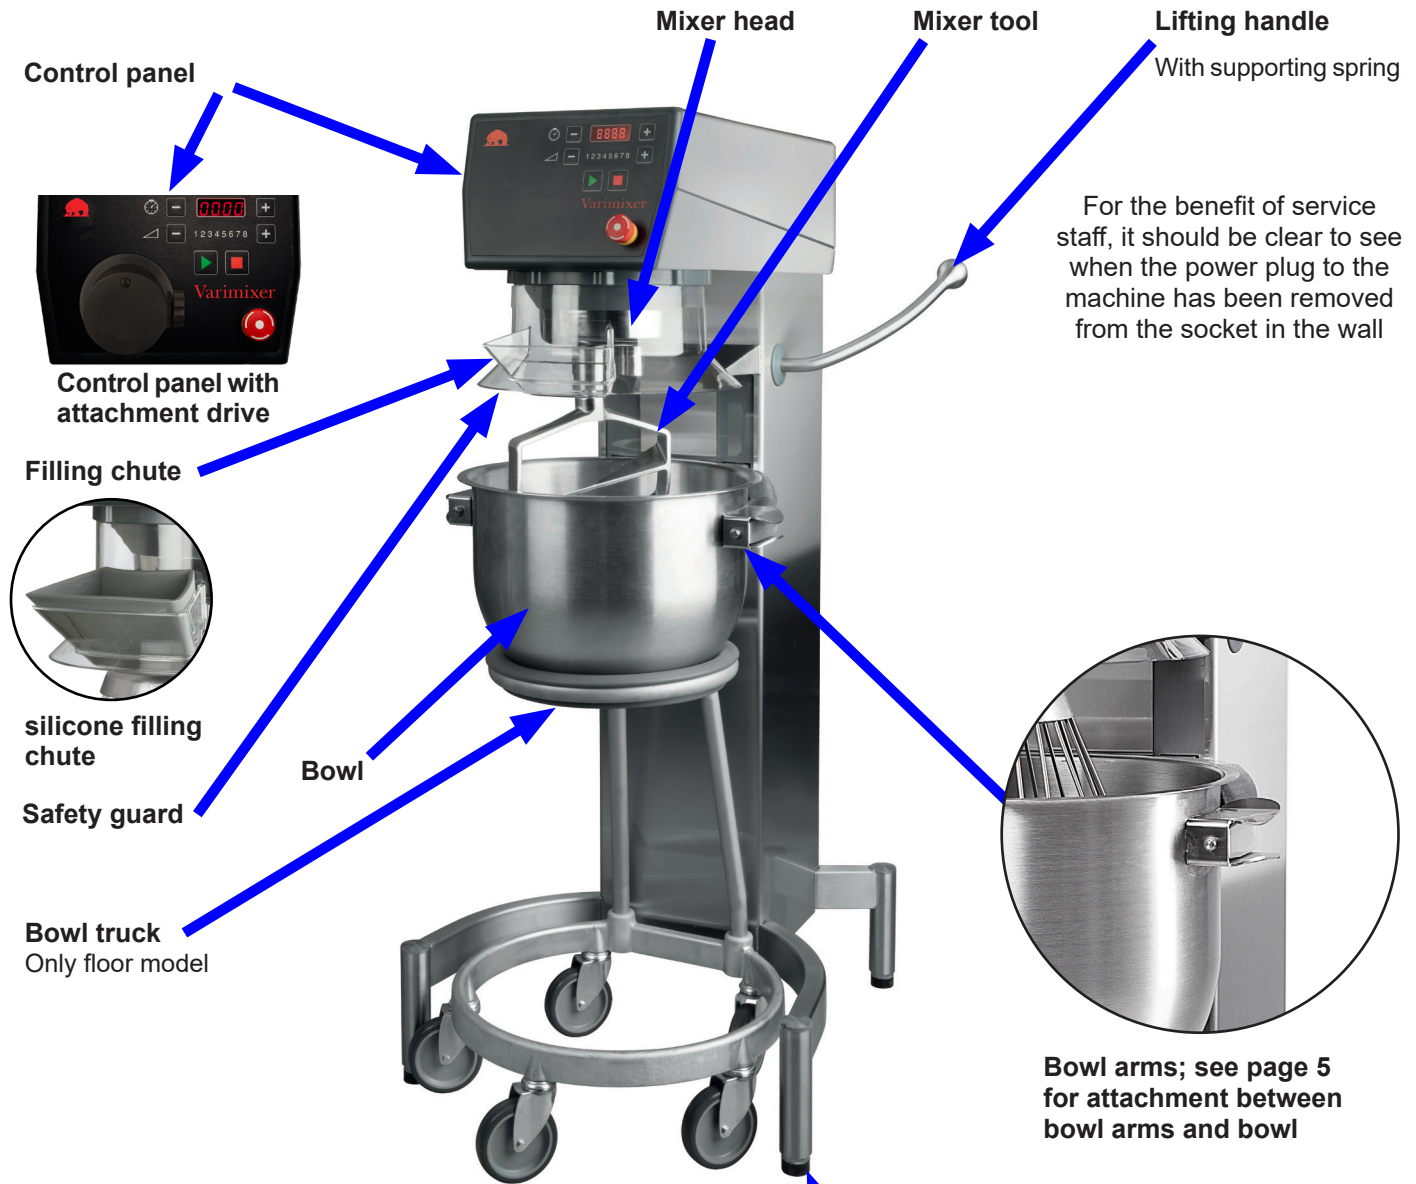 Mixer head
Mixer tool
Lifting handle
With supporting spring
Control panel
8888
12345678
Varimixer
For the benefit of service
staff, it should be clear to see
when the power plug to the
machine has been removed
from the socket in the wall
0000
12345678
Varimixer
Control panel with
attachment drive
Filling chute
silicone filling
chute
Bowl
Safety guard
Bowl truck
Only floor model
Bowl arms; see page 5
for attachment between
bowl arms and bowl